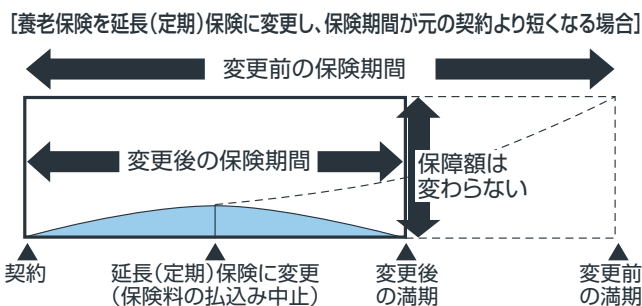 [養老保険を延長(定期)保険に変更し、保険期間が元の契約より短くなる場合]
変更前の保険期間
変更後の保険期間
保障額は
変わらない
契約
延長(定期)保険に変更
(保険料の払込み中止)
変更後
の満期
変更前
の満期